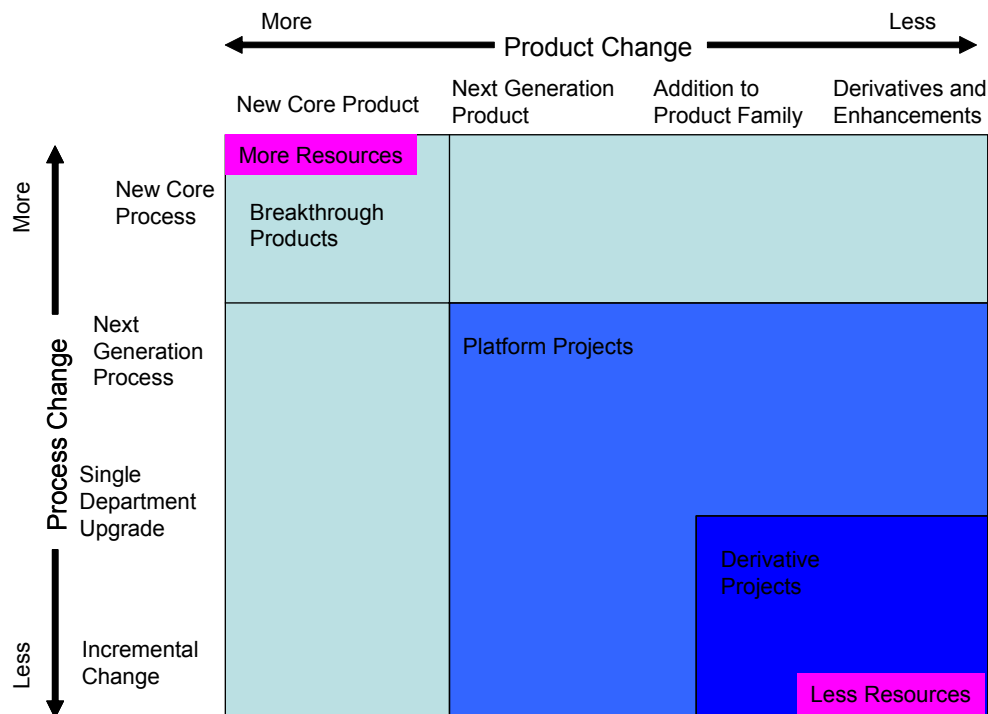 More
Less
Product Change
New Core Product
Next Generation
Product
Addition to
Product Family
Derivatives and
Enhancements
More Resources
More
New Core
Process
Breakthrough
Products
Next
Generation
Process
Platform Projects
Process Change
Single
Department
Upgrade
Derivative
Projects
Less
Incremental
Change
Less Resources